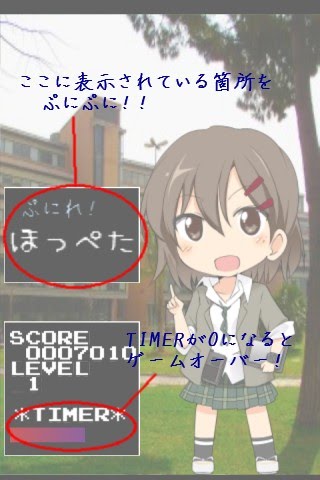 ここに表示されている箇所を
ぷにぷに!!
ぷにれ!
ほっぺた
SCORE
0007010
LEVEL
1
TIMERが0になると
ゲームオーバー!
*TIMER*